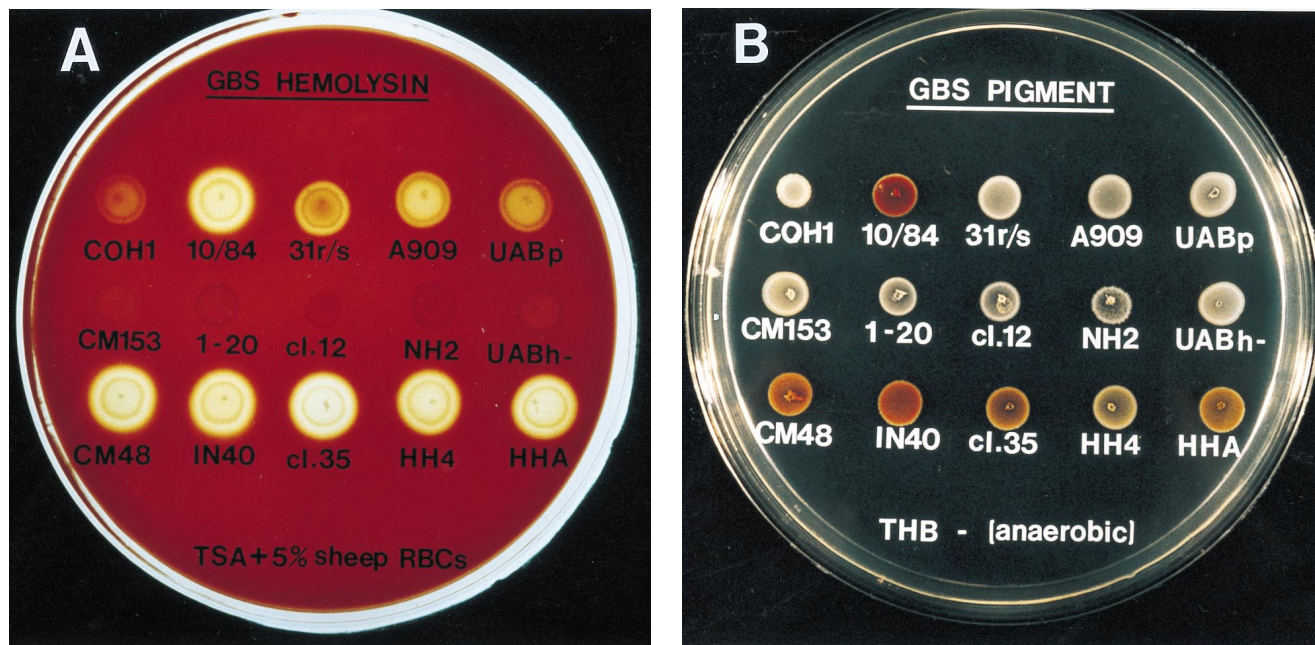 A
GBS HEMOLYSIN
COH1 10/84 31r/s A909 UABp
CM153 1-20 cl.12 NH2 UABh-
CM48 IN40 cl.35 HH4 HHA
TSA+5% sheep RBCs
B
GBS PIGMENT
COH1 10/84 31r/s A909 UABp
CM153 1-20 cl.12 NH2 UABh-
CM48 IN40 cl.35 HH4 HHA
THB - (anaerobic)